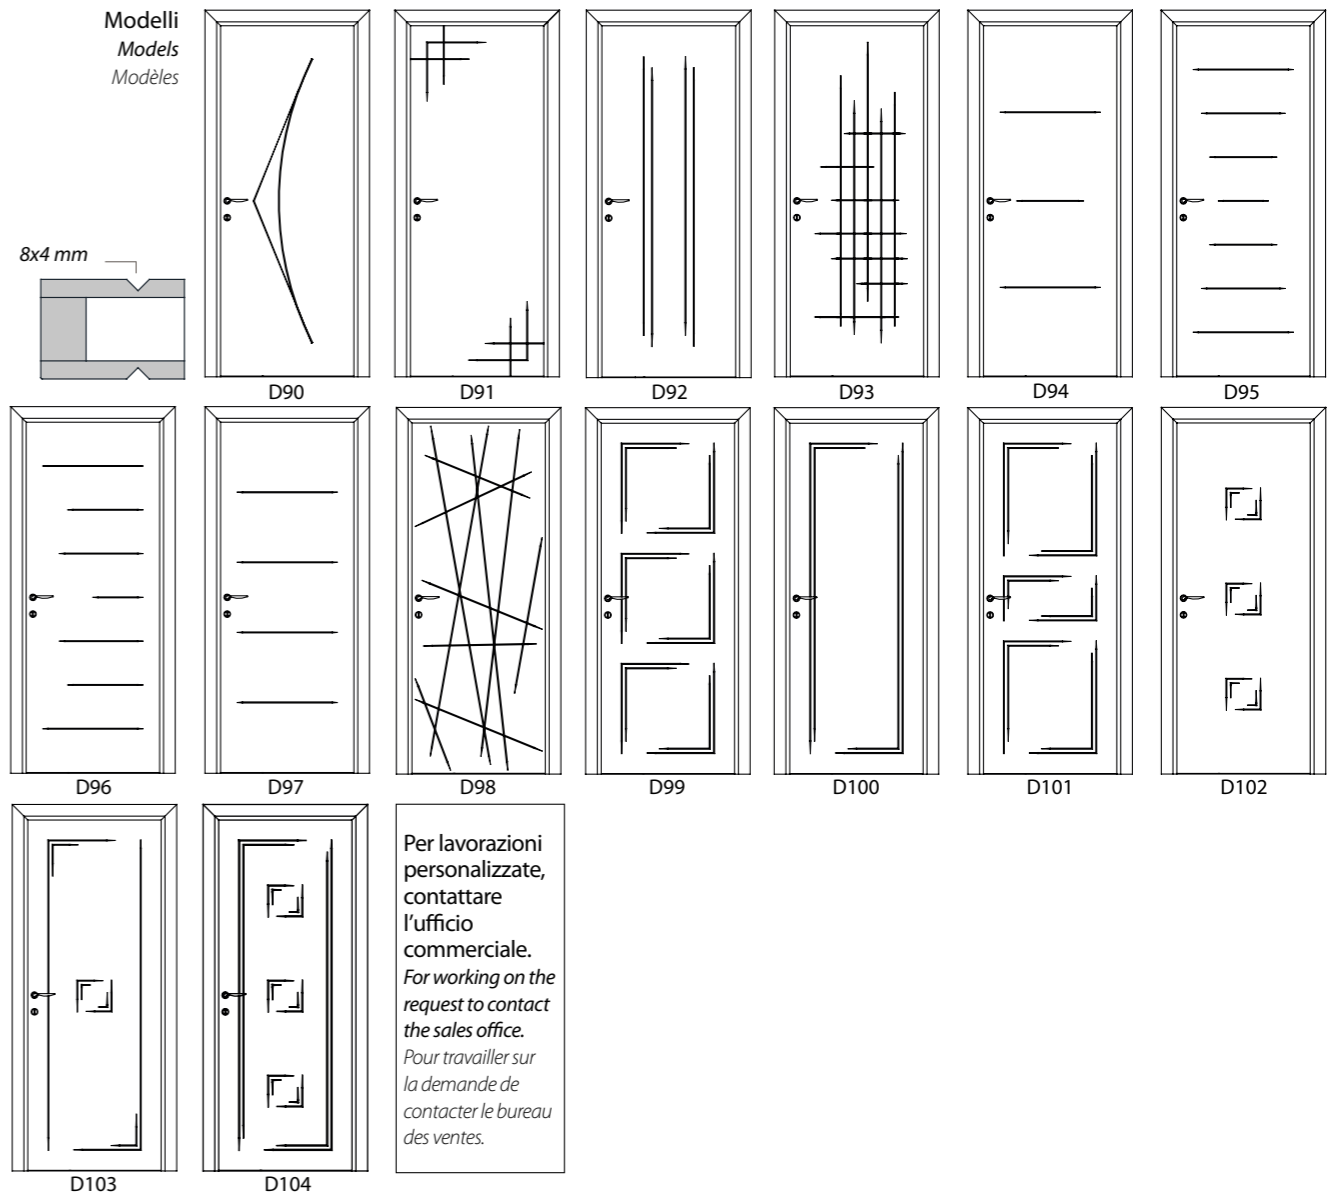 Modelli
Models
Modèles
8x4 mm
D90
D91
D92
D93
D94
D95
D96
D97
D98
D99
D100
D101
D102
D103
D104
Per lavorazioni
personalizzate,
contattare
l'ufficio
commerciale.
For working on the
request to contact
the sales office.
Pour travailler sur
la demande de
contacter le bureau
des ventes.